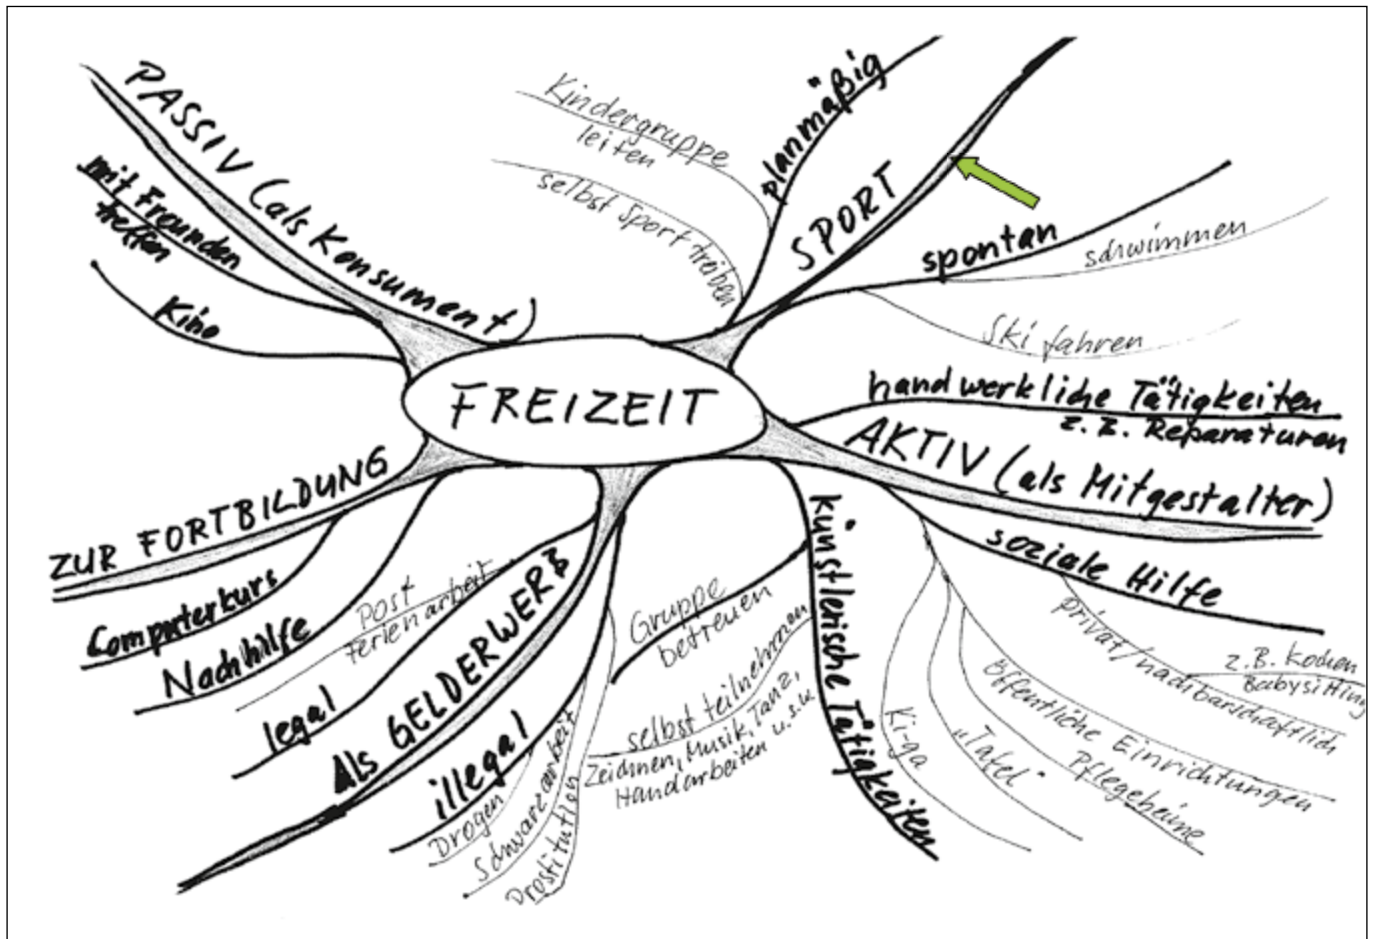 FREIZEIT
SPORT
planmäßig
Kindergruppe
leiten
selbst Sport treiben
spontan
schwimmen
Ski fahren
AKTIV (als Mitgestalter)
handwerkliche Tätigkeiten
z.B. Reparaturen
soziale Hilfe
privat/nachbarschaftlich
z.B. Kochen
Babysitting
öffentliche Einrichtungen
Pflegeheime
"Tafel"
Ki-ga
künstlerische Tätigkeiten
Gruppe
betreuen
selbst teilnehmen
Zeichnen, Musik, Tanz,
Handarbeiten u.s.w.
Als GELDERWERB
illegal
Drogen
Schwarzarbeit
Prostitution
legal
Post
Ferienarbeit
ZUR FORTBILDUNG
Computerkurs
Nachhilfe
PASSIV (als Konsument)
mit Freunden
treffen
Kino